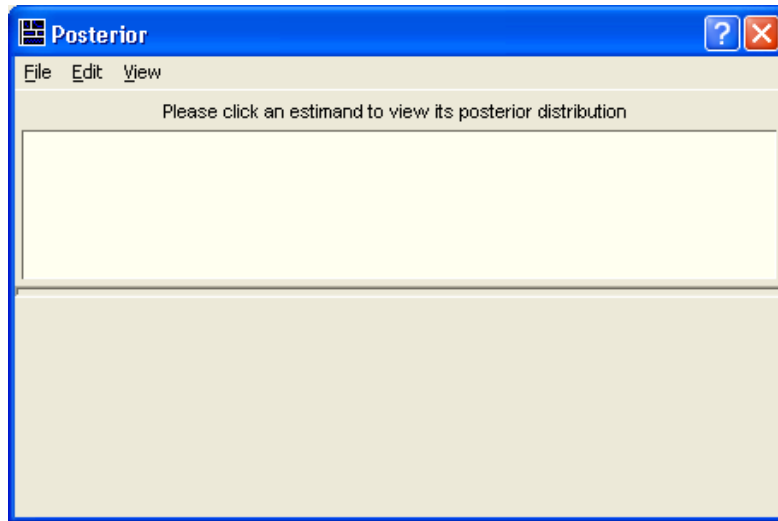 Posterior
File Edit View
Please click an estimand to view its posterior distribution